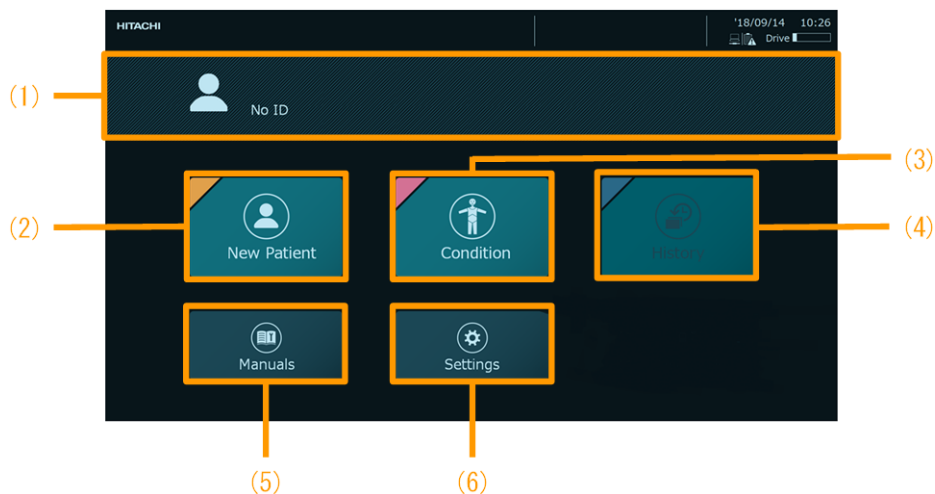 HITACHI
'18/09/14 10:26
Drive
(1)
No ID
(3)
(2)
New Patient
Condition
History
(4)
Manuals
Settings
(5)
(6)